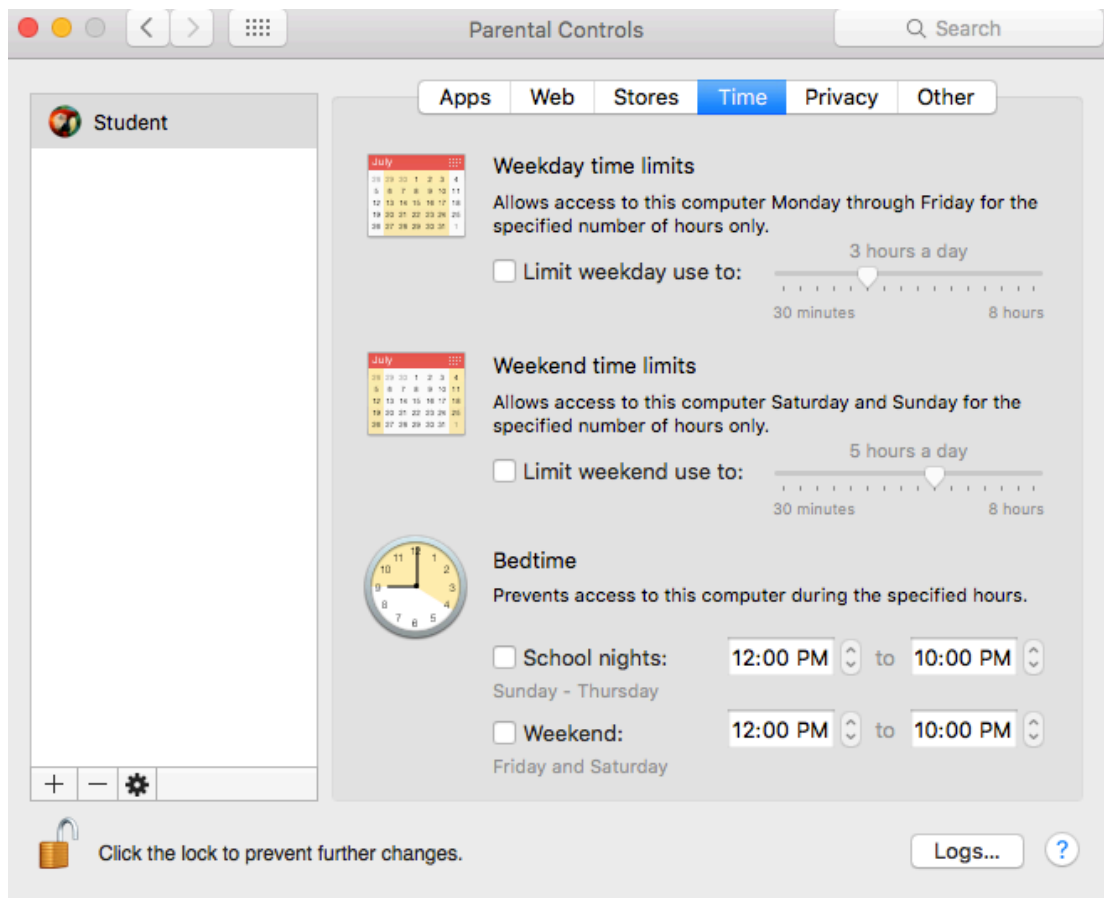 Parental Controls
Search
Student
Apps Web Stores Time Privacy Other
July
Weekday time limits
Allows access to this computer Monday through Friday for the
specified number of hours only.
3 hours a day
Limit weekday use to:
30 minutes 8 hours
July
Weekend time limits
Allows access to this computer Saturday and Sunday for the
specified number of hours only.
5 hours a day
Limit weekend use to:
30 minutes 8 hours
Bedtime
Prevents access to this computer during the specified hours.
School nights: 12:00 PM to 10:00 PM
Sunday - Thursday
Weekend: 12:00 PM to 10:00 PM
Friday and Saturday
Click the lock to prevent further changes.
Logs... ?